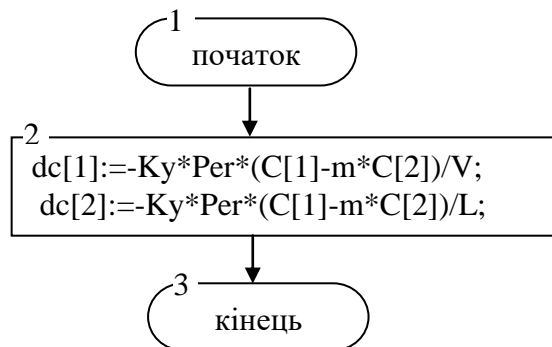 1
початок
2
dc[1]:=-Ky*Per*(C[1]-m*C[2])/V;
dc[2]:=-Ky*Per*(C[1]-m*C[2])/L;
3
кінець